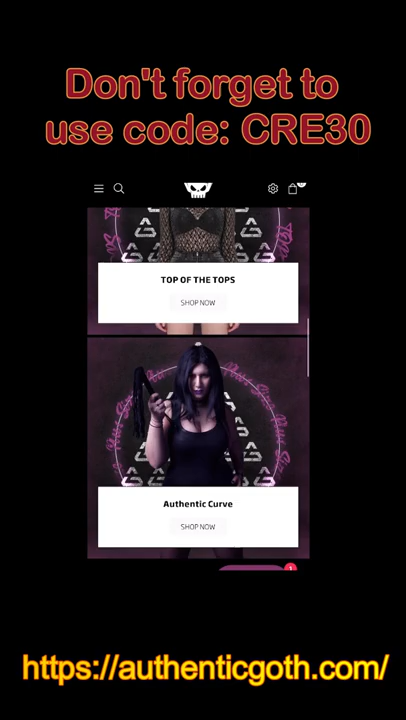 Don't forget to
use code: CRE30
TOP OF THE TOPS
SHOP NOW
Authentic Curve
SHOP NOW
1
https://authenticgoth.com/